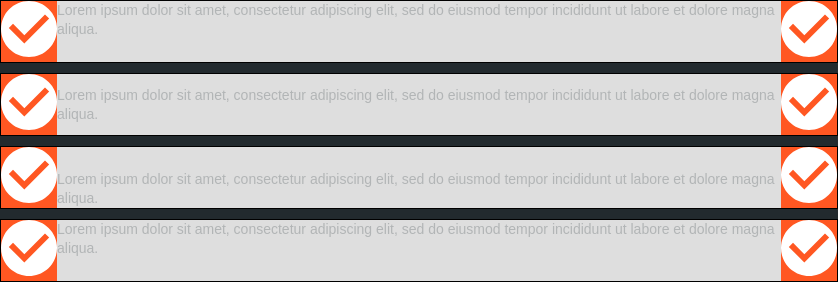 Lorem ipsum dolor sit amet, consectetur adipiscing elit, sed do eiusmod tempor incididunt ut labore et dolore magna
aliqua.
Lorem ipsum dolor sit amet, consectetur adipiscing elit, sed do eiusmod tempor incididunt ut labore et dolore magna
aliqua.
Lorem ipsum dolor sit amet, consectetur adipiscing elit, sed do eiusmod tempor incididunt ut labore et dolore magna
aliqua.
Lorem ipsum dolor sit amet, consectetur adipiscing elit, sed do eiusmod tempor incididunt ut labore et dolore magna
aliqua.